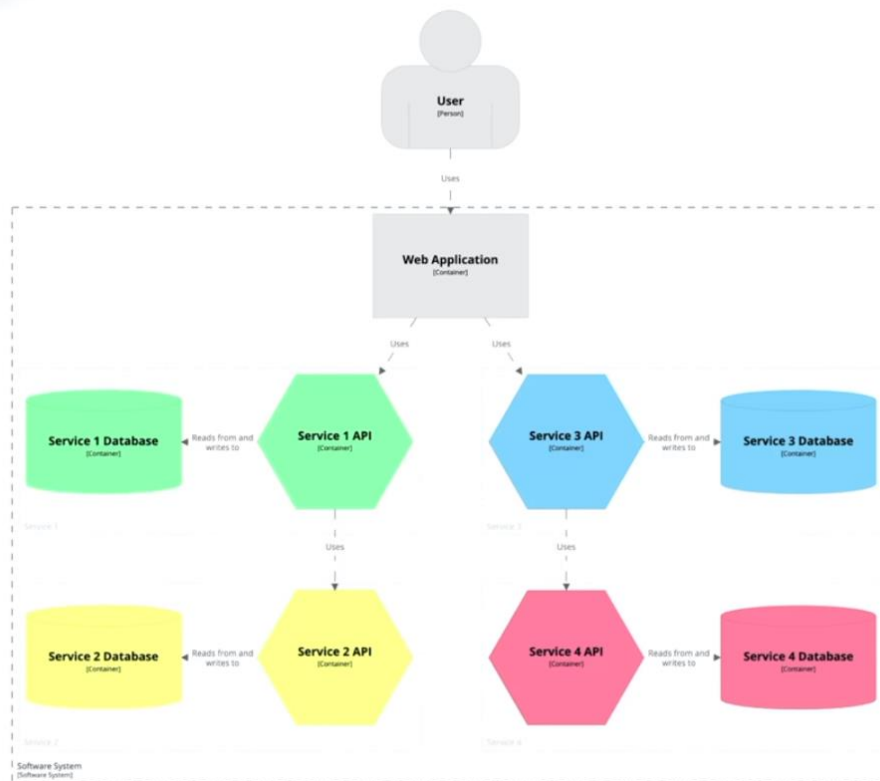 User
[Person]
Uses
Web Application
[Container]
Uses
Uses
Service 1 Database
[Container]
Reads from and
writes to
Service 1 API
[Container]
Service 3 API
[Container]
Reads from and
writes to
Service 3 Database
[Container]
Service 1
Service 3
Uses
Uses
Service 2 Database
[Container]
Reads from and
writes to
Service 2 API
[Container]
Service 4 API
[Container]
Reads from and
writes to
Service 4 Database
[Container]
Service 2
Software System
[Software System]